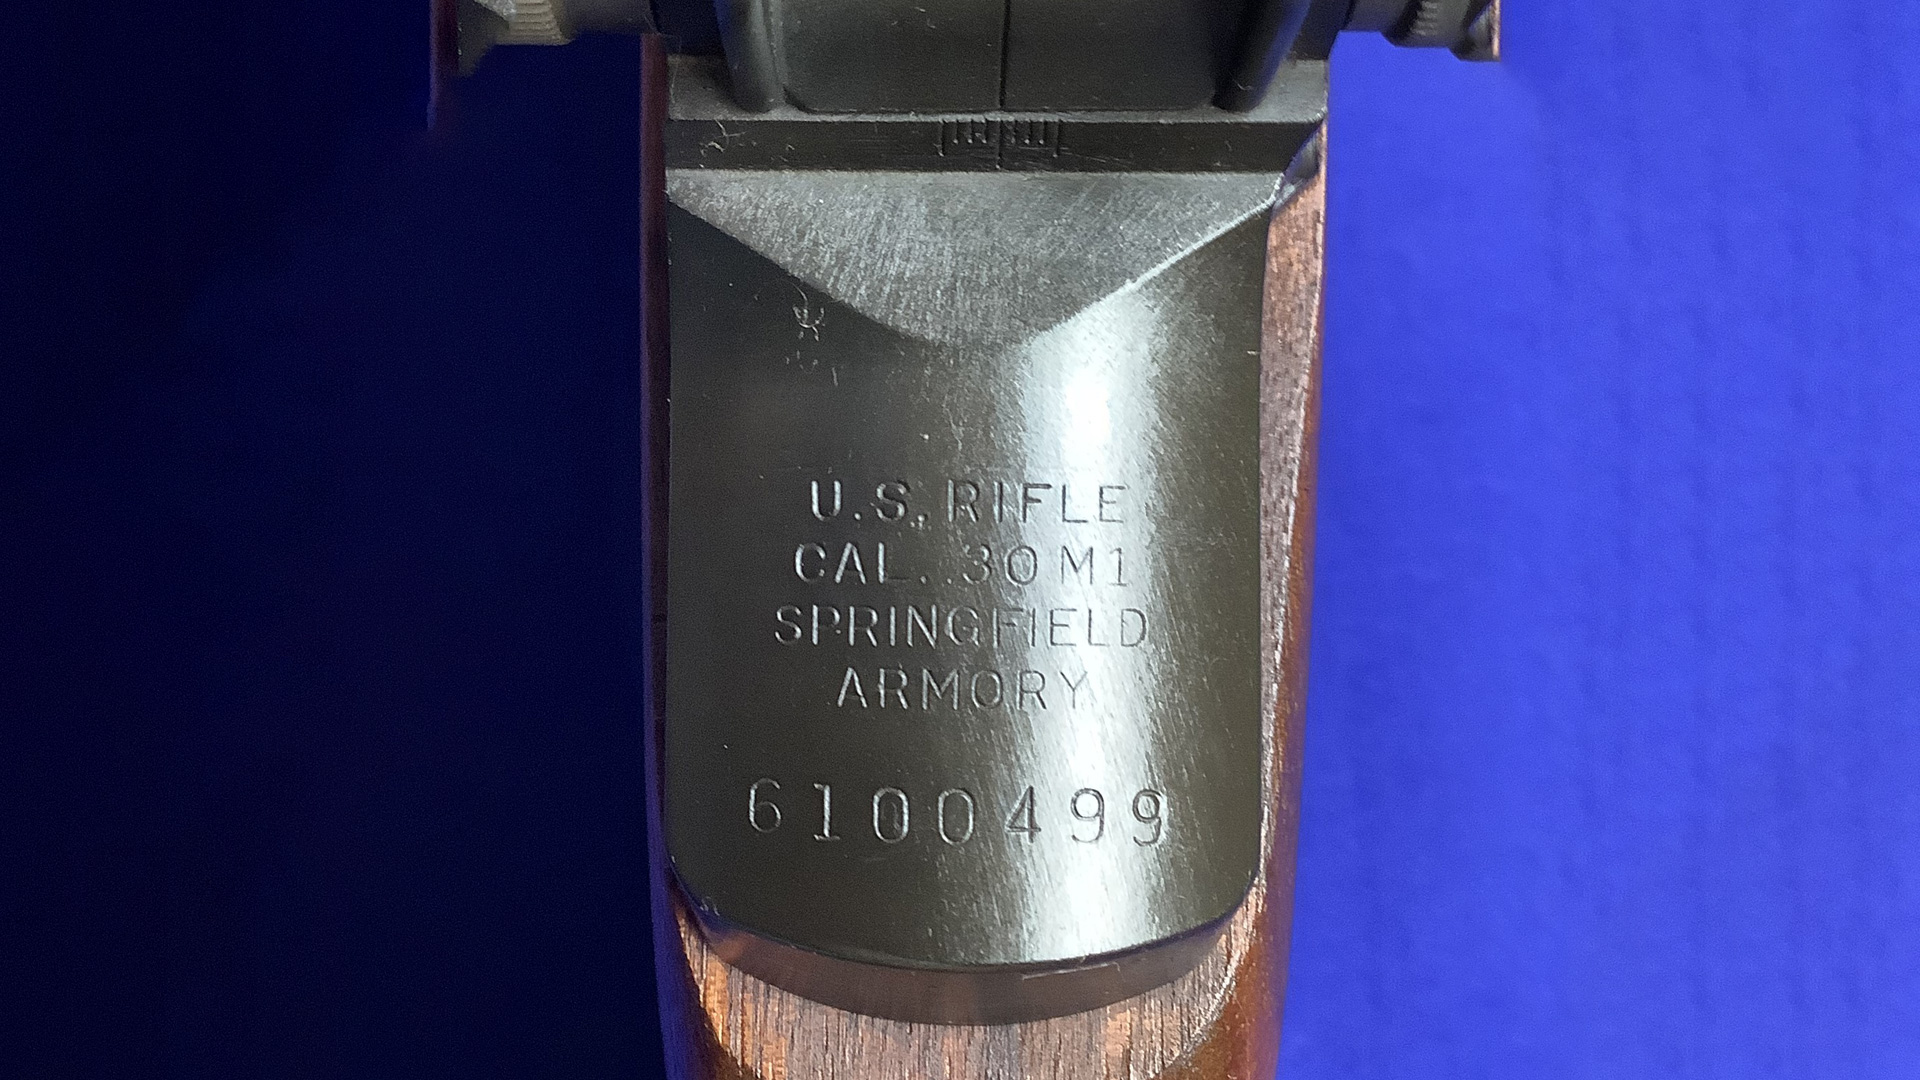 U.S. RIFLE
CAL. .30 M1
SPRINGFIELD
ARMORY
6100499